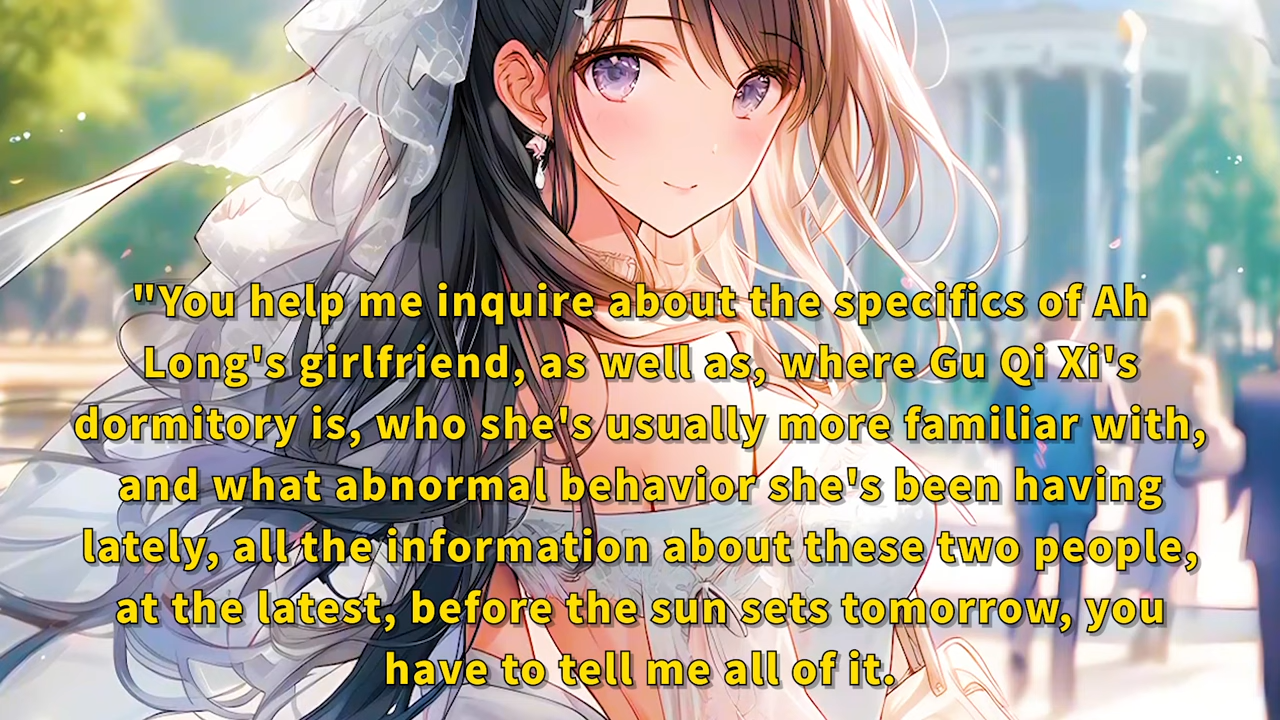 "You help me inquire about the specifics of Ah
Long's girlfriend, as well as, where Gu Qi Xi's
dormitory is, who she's usually more familiar with,
and what abnormal behavior she's been having
lately, all the information about these two people,
at the latest, before the sun sets tomorrow, you
have to tell me all of it.